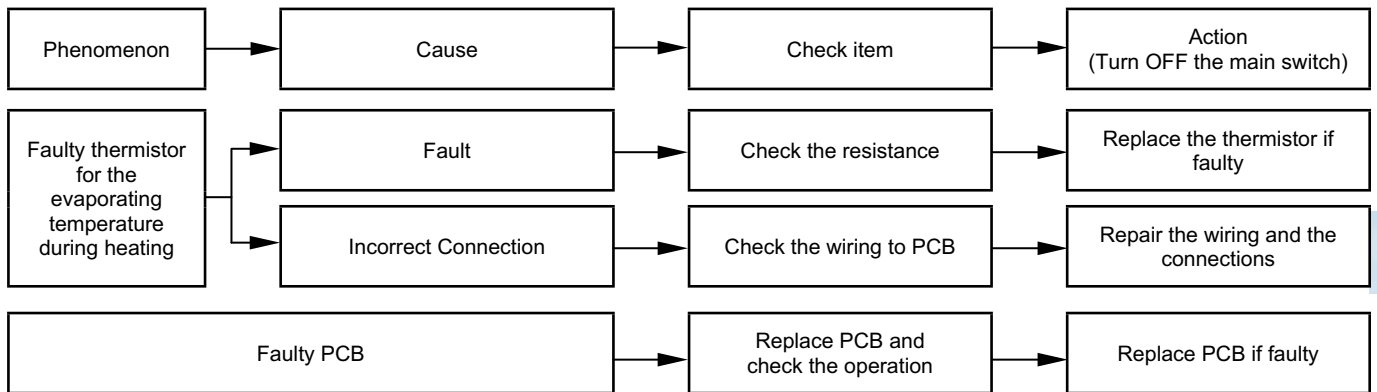 Phenomenon
Cause
Check item
Action
(Turn OFF the main switch)
Faulty thermistor
for the
evaporating
temperature
during heating
Fault
Check the resistance
Replace the thermistor if
faulty
Incorrect Connection
Check the wiring to PCB
Repair the wiring and the
connections
Faulty PCB
Replace PCB and
check the operation
Replace PCB if faulty